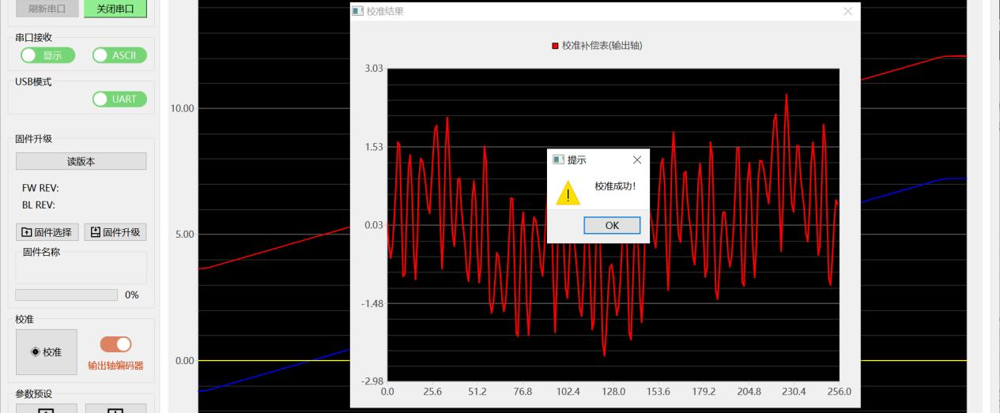 刷新串口 关闭串口
串口接收
显示 ASCII
USB模式
UART
固件升级
读版本
FW REV:
BL REV:
固件选择 固件升级
固件名称
0%
校准
校准
输出轴编码器
参数预设
10.00
5.00
0.00
校准结果
校准补偿表(输出轴)
3.03
1.53
0.03
-1.48
-2.98
0.0 25.6 51.2 76.8 102.4 128.0 153.6 179.2 204.8 230.4 256.0
提示
校准成功!
OK